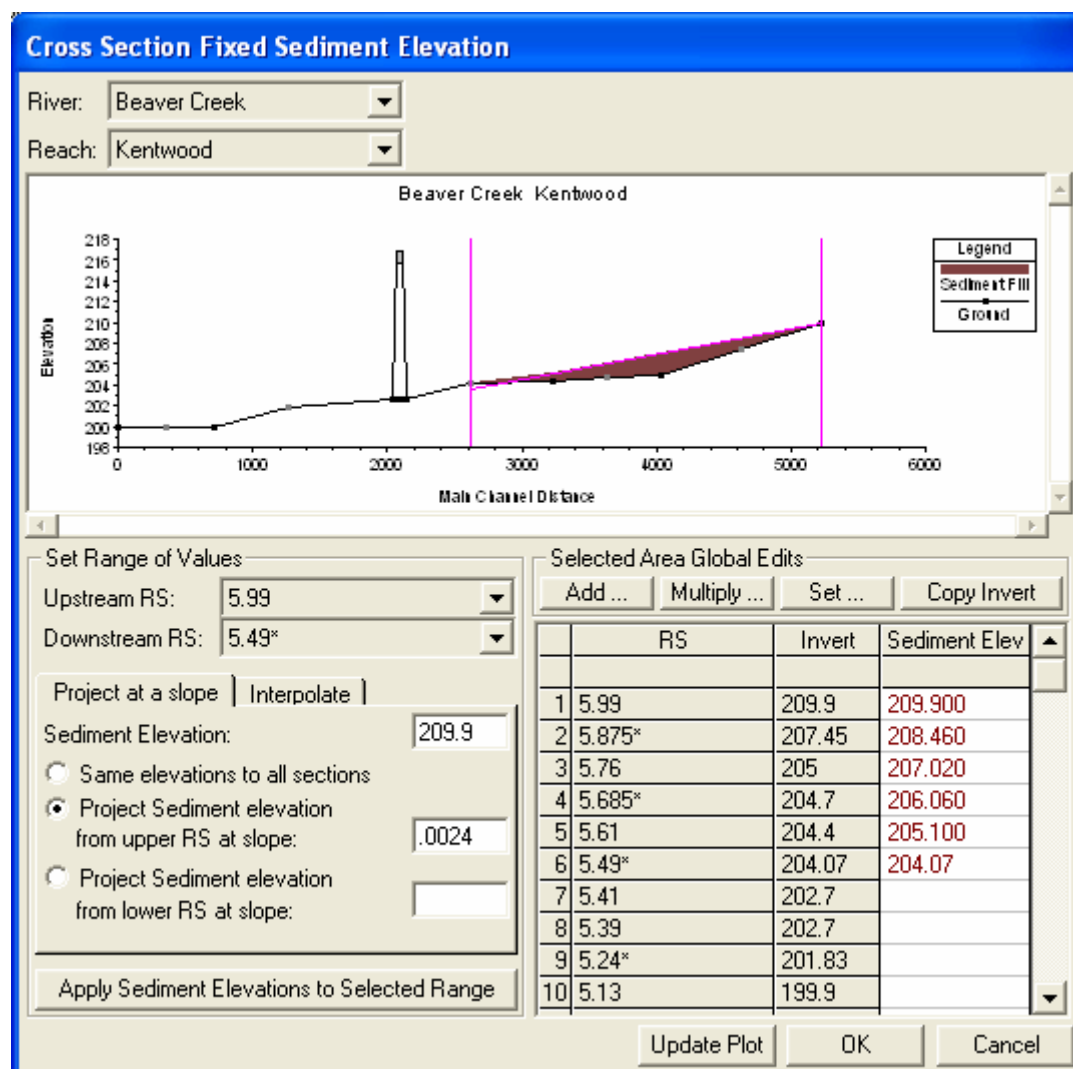 Cross Section Fixed Sediment Elevation
River: Beaver Creek
Reach: Kentwood
Beaver Creek Kentwood
218
216
214
212
210
208
206
204
202
200
198
Elevation
0 1000 2000 3000 4000 5000 6000
Main Channel Distance
Legend
Sediment Fill
Ground
Set Range of Values
Upstream RS: 5.99
Downstream RS: 5.49*
Project at a slope Interpolate
Sediment Elevation: 209.9
Same elevations to all sections
Project Sediment elevation
from upper RS at slope: .0024
Project Sediment elevation
from lower RS at slope:
Apply Sediment Elevations to Selected Range
Selected Area Global Edits
Add ... Multiply ... Set ... Copy Invert
RS Invert Sediment Elev
1 5.99 209.9 209.900
2 5.875* 207.45 208.460
3 5.76 205 207.020
4 5.685* 204.7 206.060
5 5.61 204.4 205.100
6 5.49* 204.07 204.07
7 5.41 202.7
8 5.39 202.7
9 5.24* 201.83
10 5.13 199.9
Update Plot OK Cancel